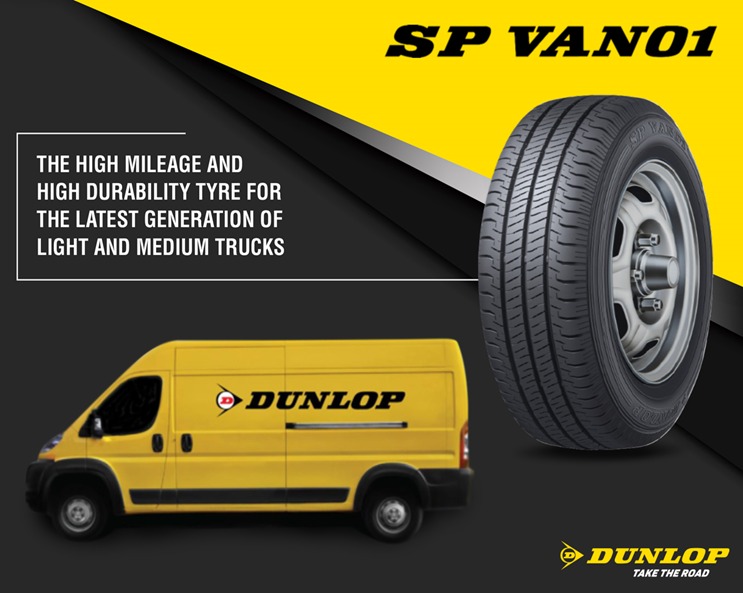 SP VAN01
THE HIGH MILEAGE AND
HIGH DURABILITY TYRE FOR
THE LATEST GENERATION OF
LIGHT AND MEDIUM TRUCKS
DUNLOP
DUNLOP
TAKE THE ROAD